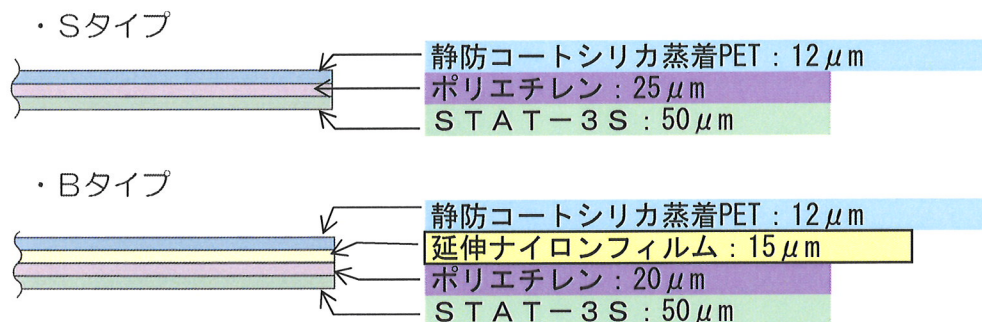 ・Sタイプ
静防コートシリカ蒸着PET：12μm
ポリエチレン：25μm
STAT－3S：50μm
・Bタイプ
静防コートシリカ蒸着PET：12μm
延伸ナイロンフィルム：15μm
ポリエチレン：20μm
STAT－3S：50μm